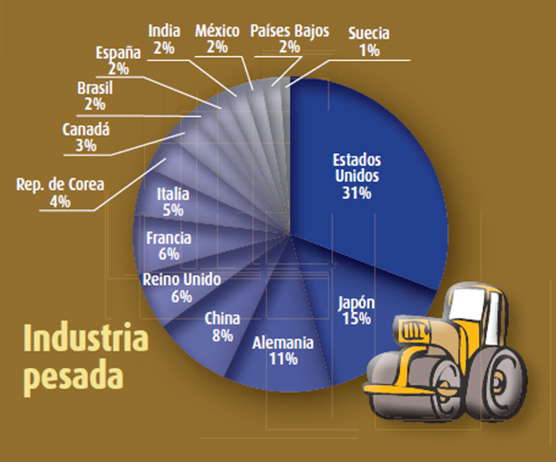 India
2%
México
2%
Países Bajos
2%
Suecia
1%
España
2%
Brasil
2%
Canadá
3%
Rep. de Corea
4%
Italia
5%
Francia
6%
Reino Unido
6%
China
8%
Alemania
11%
Japón
15%
Estados
Unidos
31%
Industria
pesada